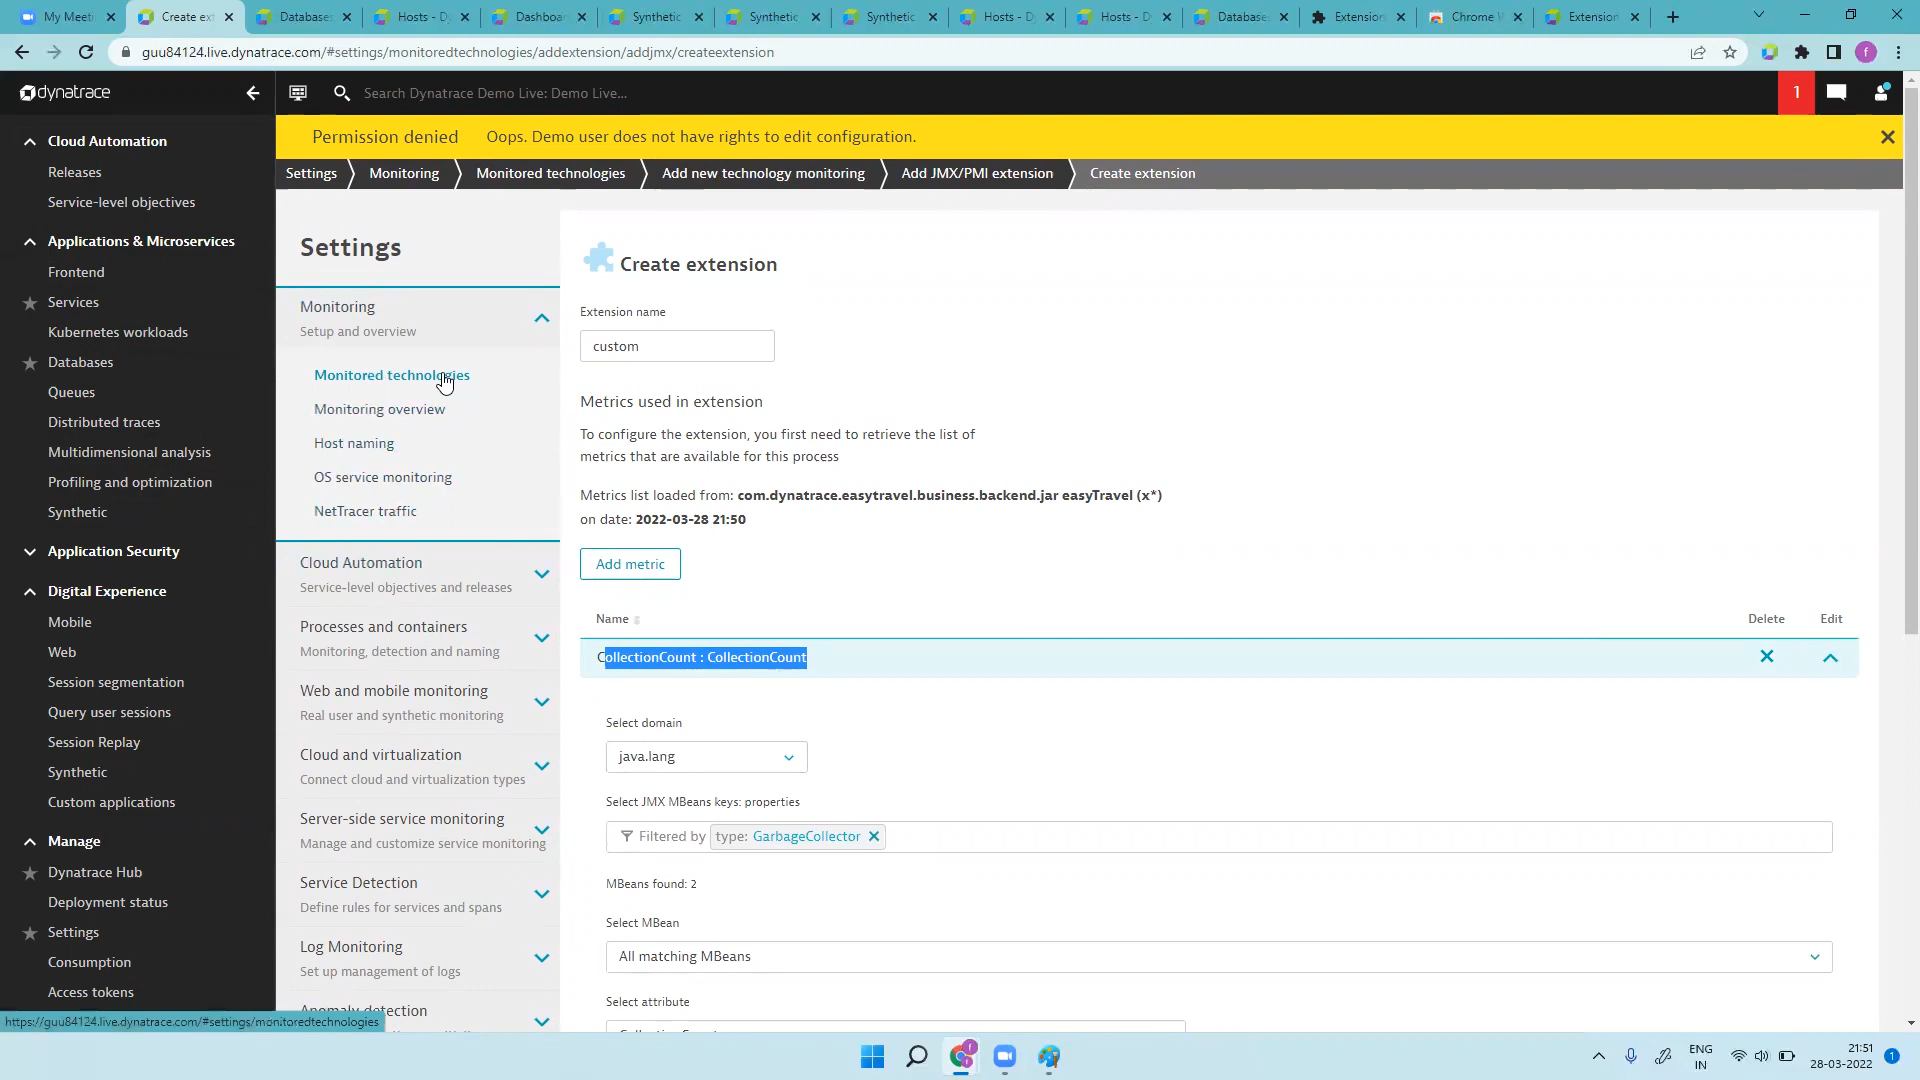 My Meeti
Create ext
Databases
Hosts - Dy
Dashboard
Synthetic
Synthetic
Synthetic
Hosts - D
Hosts - D
Databases
Extension
Chrome W
Extension
guu84124.live.dynatrace.com/#settings/monitoredtechnologies/addextension/addjmx/createextension
f
dynatrace
Search Dynatrace Demo Live: Demo Live...
1
Permission denied Oops. Demo user does not have rights to edit configuration.
Settings Monitoring Monitored technologies Add new technology monitoring Add JMX/PMI extension Create extension
Cloud Automation
Releases
Service-level objectives
Applications & Microservices
Frontend
Services
Kubernetes workloads
Databases
Queues
Distributed traces
Multidimensional analysis
Profiling and optimization
Synthetic
Application Security
Digital Experience
Mobile
Web
Session segmentation
Query user sessions
Session Replay
Synthetic
Custom applications
Manage
Dynatrace Hub
Deployment status
Settings
Consumption
Access tokens
https://guu84124.live.dynatrace.com/#settings/monitoredtechnologies
Settings
Monitoring
Setup and overview
Monitored technologies
Monitoring overview
Host naming
OS service monitoring
NetTracer traffic
Cloud Automation
Service-level objectives and releases
Processes and containers
Monitoring, detection and naming
Web and mobile monitoring
Real user and synthetic monitoring
Cloud and virtualization
Connect cloud and virtualization types
Server-side service monitoring
Manage and customize service monitoring
Service Detection
Define rules for services and spans
Log Monitoring
Set up management of logs
Anomaly detection
Create extension
Extension name
custom
Metrics used in extension
To configure the extension, you first need to retrieve the list of
metrics that are available for this process
Metrics list loaded from: com.dynatrace.easytravel.business.backend.jar easyTravel (x*)
on date: 2022-03-28 21:50
Add metric
Name Delete Edit
CollectionCount : CollectionCount
Select domain
java.lang
Select JMX MBeans keys: properties
Filtered by type: GarbageCollector
MBeans found: 2
Select MBean
All matching MBeans
Select attribute
ENG
IN
21:51
28-03-2022
1